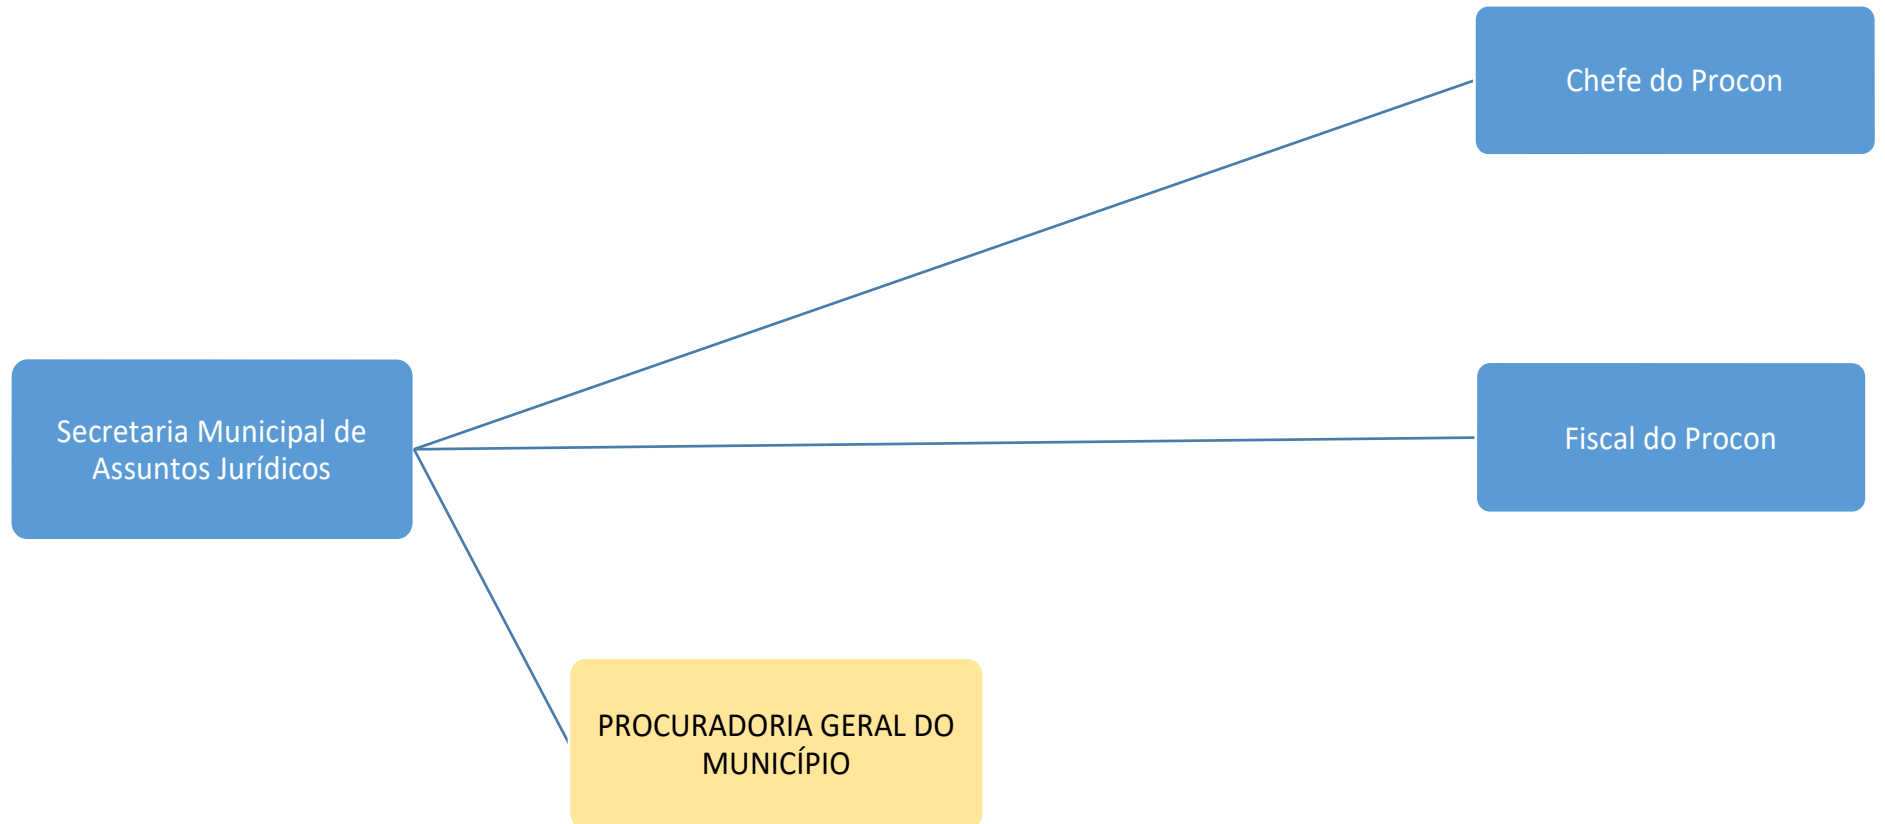 Chefe do Procon
Secretaria Municipal de
Assuntos Jurídicos
Fiscal do Procon
PROCURADORIA GERAL DO
MUNICÍPIO